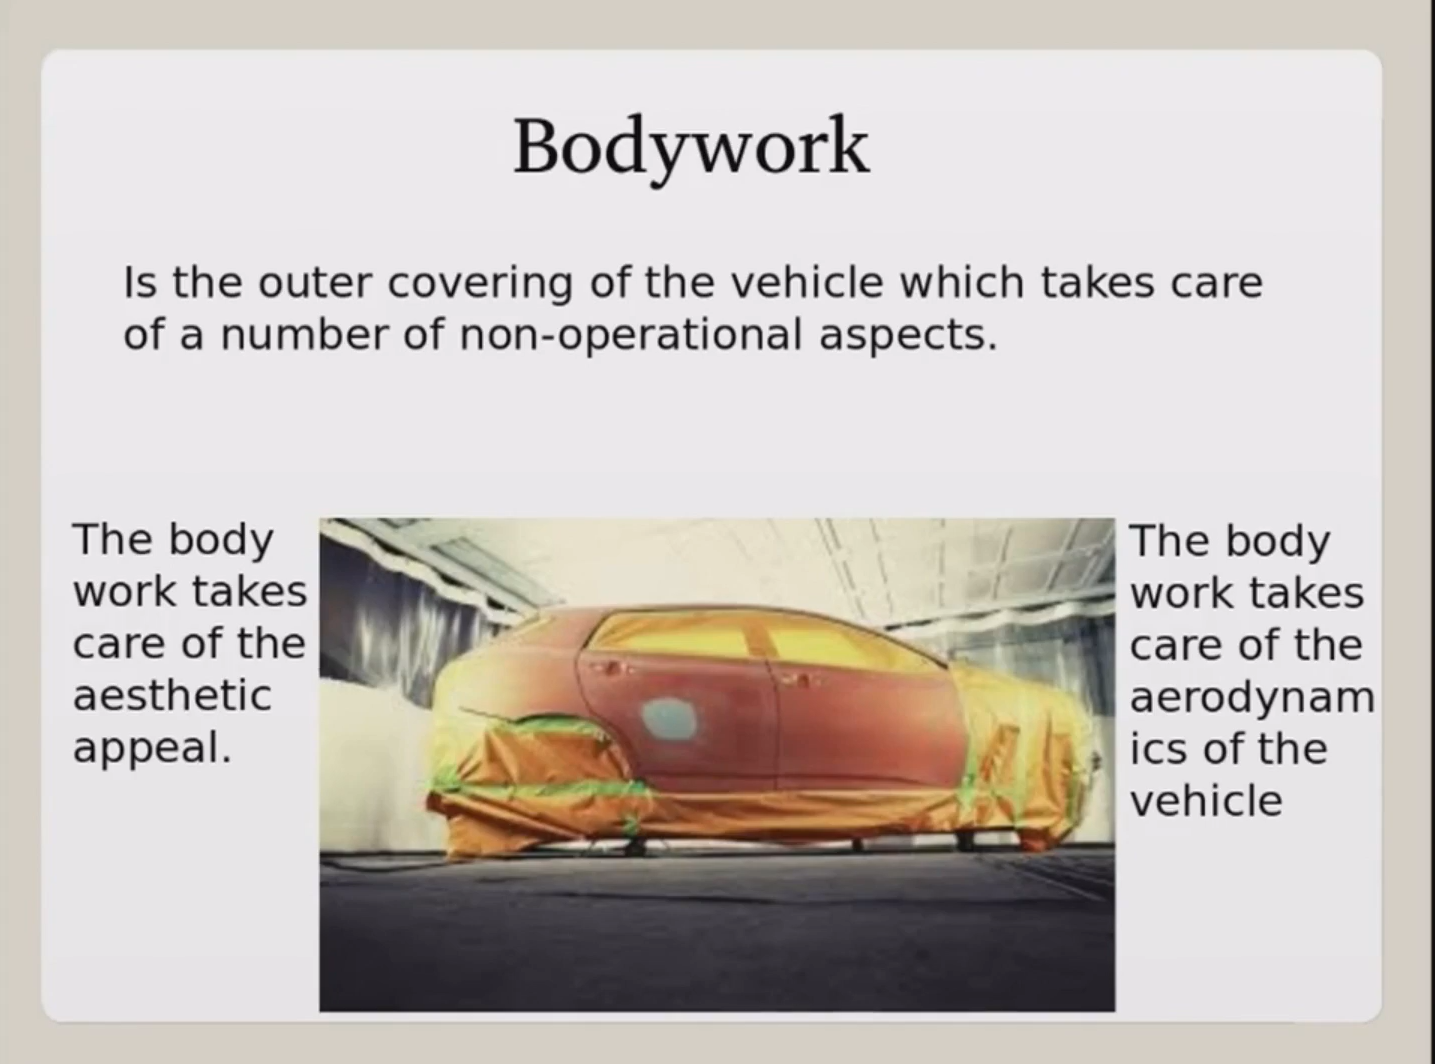 Bodywork
Is the outer covering of the vehicle which takes care
of a number of non-operational aspects.
The body
work takes
care of the
aesthetic
appeal.
The body
work takes
care of the
aerodynam
ics of the
vehicle